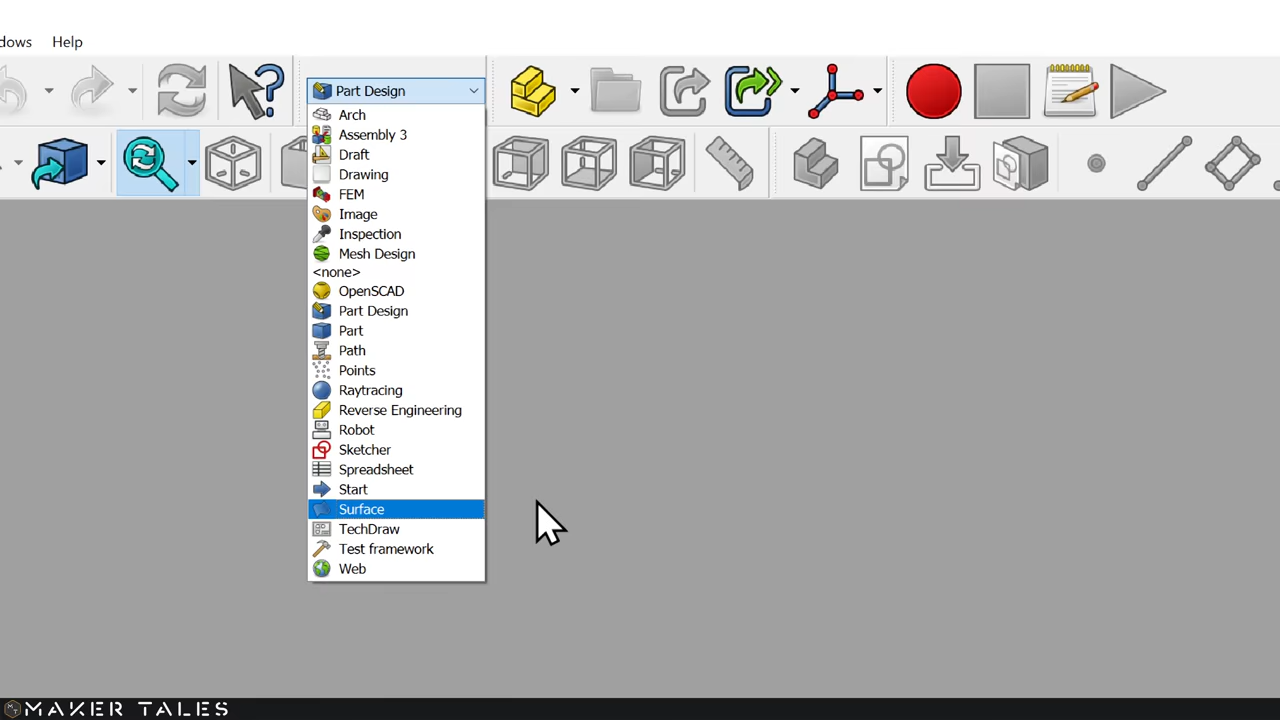 dows Help
Part Design
Arch
Assembly 3
Draft
Drawing
FEM
Image
Inspection
Mesh Design
<none>
OpenSCAD
Part Design
Part
Path
Points
Raytracing
Reverse Engineering
Robot
Sketcher
Spreadsheet
Start
Surface
TechDraw
Test framework
Web
MAKER TALES